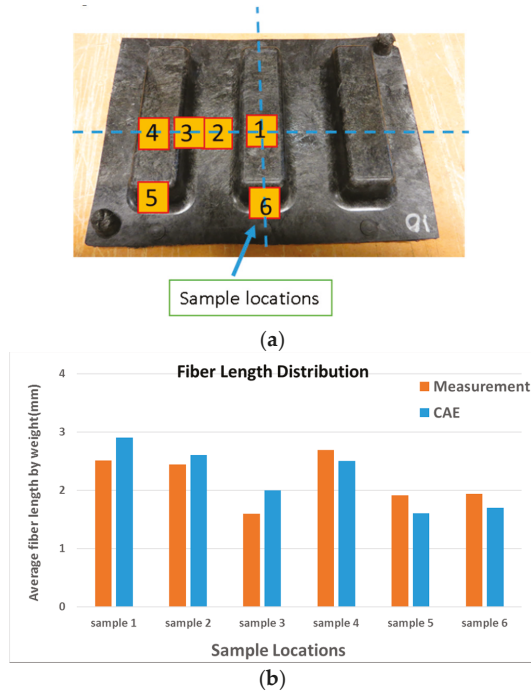 4
3
2
1
5
6
Q1
Sample locations
(a)
Fiber Length Distribution
Measurement
CAE
Average fiber length by weight(mm)
4
3
2
1
0
sample 1 sample 2 sample 3 sample 4 sample 5 sample 6
Sample Locations
(b)